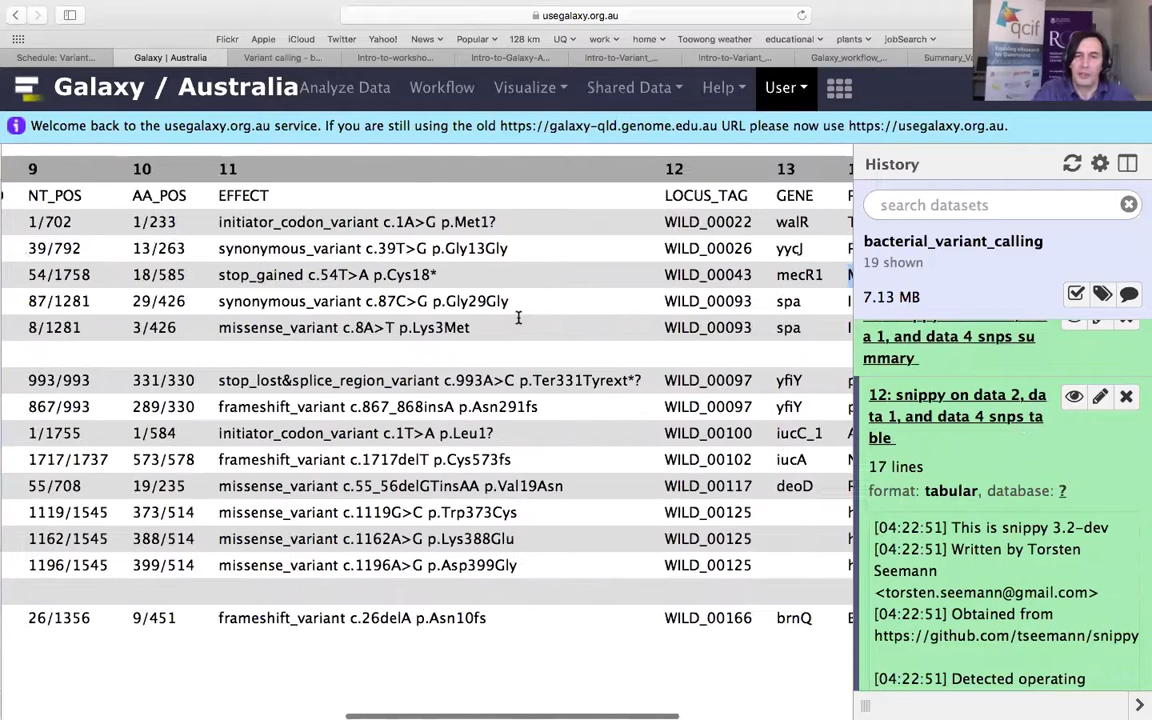 usegalaxy.org.au
Flickr Apple iCloud Twitter Yahoo! News Popular 128 km UQ work home Toowong weather educational plants jobSearch
Schedule: Variant... Galaxy | Australia Variant calling - b... Intro-to-worksho... Intro-to-Galaxy-A... Intro-to-Variant_... Intro-to-Variant_... Galaxy_workflow_... Summary_V
qcif
Galaxy / Australia Analyze Data Workflow Visualize Shared Data Help User
Welcome back to the usegalaxy.org.au service. If you are still using the old https://galaxy-qld.genome.edu.au URL please now use https://usegalaxy.org.au.
9 10 11 12 13
NT_POS AA_POS EFFECT LOCUS_TAG GENE
1/702 1/233 initiator_codon_variant c.1A>G p.Met1? WILD_00022 walR
39/792 13/263 synonymous_variant c.39T>G p.Gly13Gly WILD_00026 yycJ
54/1758 18/585 stop_gained c.54T>A p.Cys18* WILD_00043 mecR1
87/1281 29/426 synonymous_variant c.87C>G p.Gly29Gly WILD_00093 spa
8/1281 3/426 missense_variant c.8A>T p.Lys3Met WILD_00093 spa
993/993 331/330 stop_lost&splice_region_variant c.993A>C p.Ter331Tyrext*? WILD_00097 yfiY
867/993 289/330 frameshift_variant c.867_868insA p.Asn291fs WILD_00097 yfiY
1/1755 1/584 initiator_codon_variant c.1T>A p.Leu1? WILD_00100 iucC_1
1717/1737 573/578 frameshift_variant c.1717delT p.Cys573fs WILD_00102 iucA
55/708 19/235 missense_variant c.55_56delGTinsAA p.Val19Asn WILD_00117 deoD
1119/1545 373/514 missense_variant c.1119G>C p.Trp373Cys WILD_00125
1162/1545 388/514 missense_variant c.1162A>G p.Lys388Glu WILD_00125
1196/1545 399/514 missense_variant c.1196A>G p.Asp399Gly WILD_00125
26/1356 9/451 frameshift_variant c.26delA p.Asn10fs WILD_00166 brnQ
History
search datasets
bacterial_variant_calling
19 shown
7.13 MB
a 1, and data 4 snps su
mmary
12: snippy on data 2, da
ta 1, and data 4 snps ta
ble
17 lines
format: tabular, database: ?
[04:22:51] This is snippy 3.2-dev
[04:22:51] Written by Torsten
Seemann
<torsten.seemann@gmail.com>
[04:22:51] Obtained from
https://github.com/tseemann/snippy
[04:22:51] Detected operating